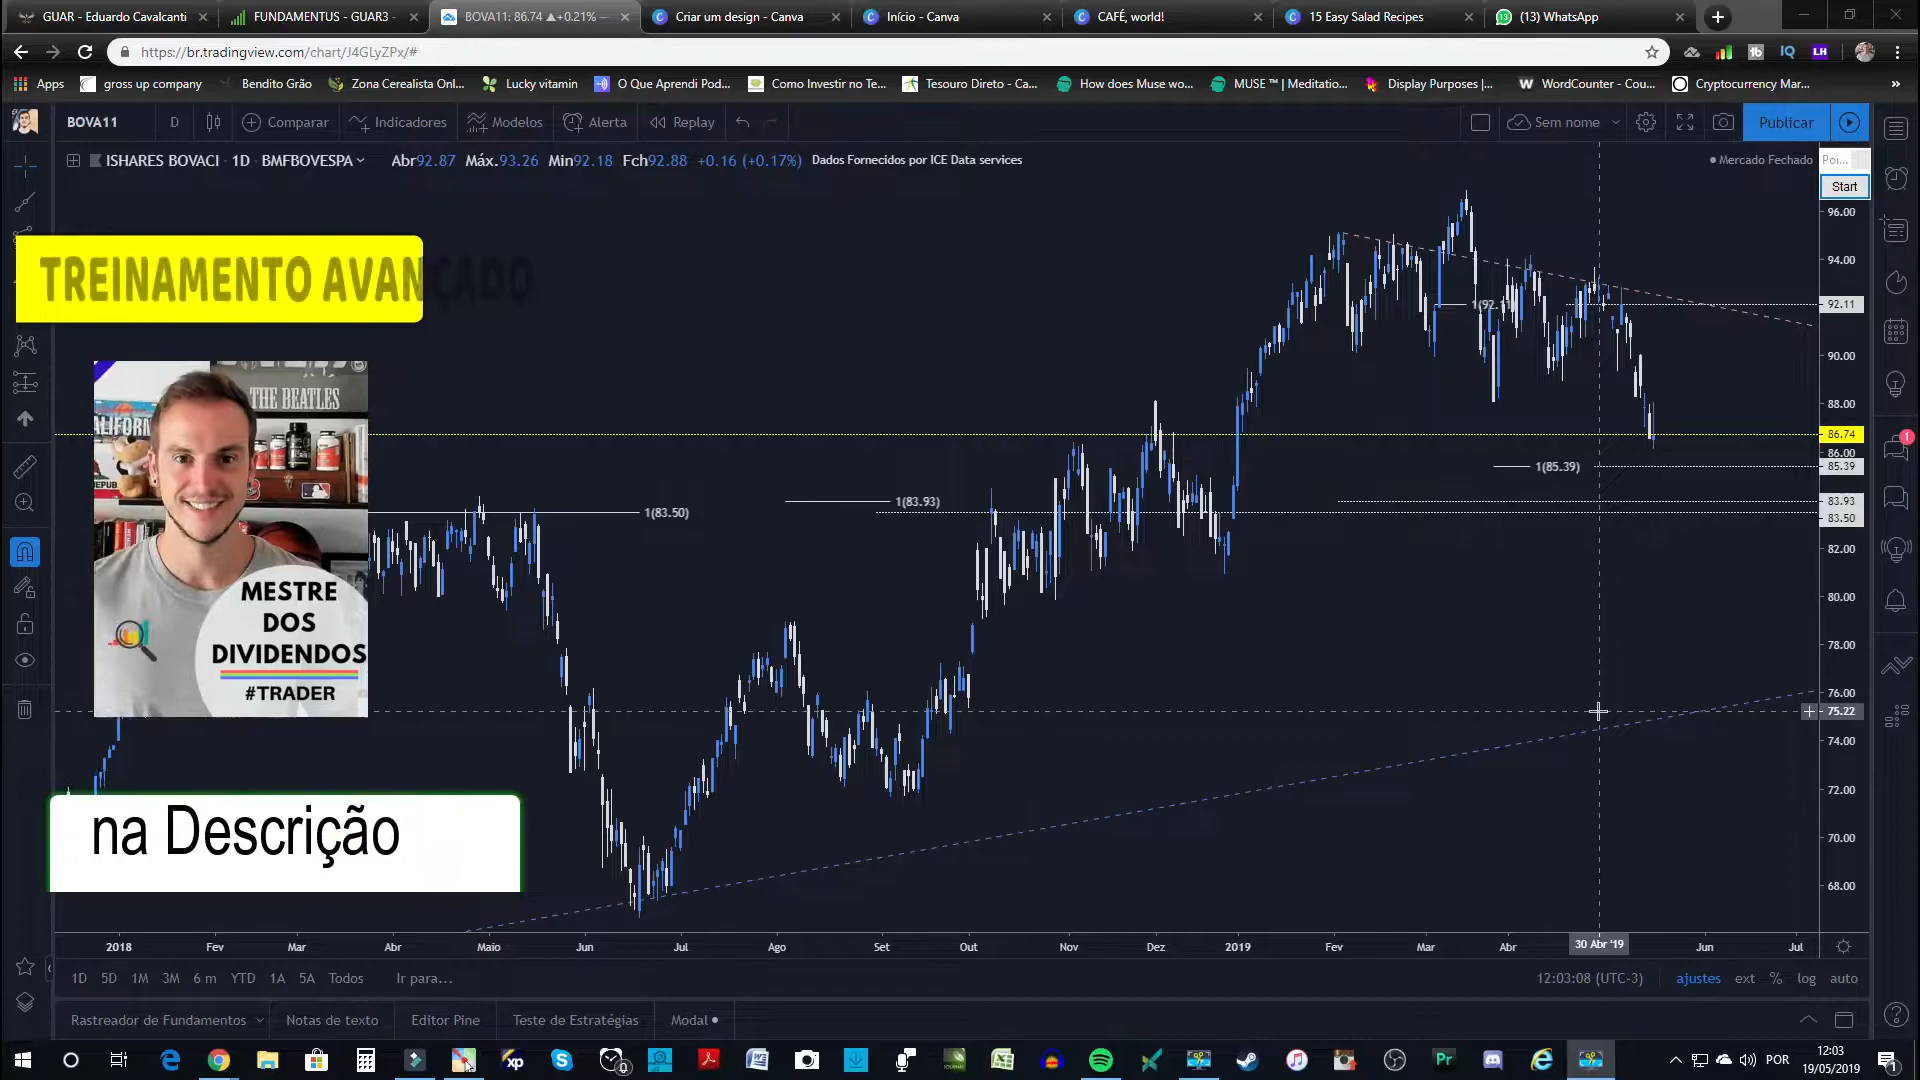 GUAR - Eduardo Cavalcanti
FUNDAMENTUS - GUAR3 -
BOVA11: 86.74 ▲+0.21% —
Criar um design - Canva
Início - Canva
CAFÉ, world!
15 Easy Salad Recipes
(13) WhatsApp
https://br.tradingview.com/chart/J4GLyZPx/#
Apps
gross up company
Bendito Grão
Zona Cerealista Onl...
Lucky vitamin
O Que Aprendi Pod...
Como Investir no Te...
Tesouro Direto - Ca...
How does Muse wo...
MUSE ™ | Meditatio...
Display Purposes |...
WordCounter - Cou...
Cryptocurrency Mar...
»
BOVA11
D
Comparar
Indicadores
Modelos
Alerta
Replay
Sem nome
Publicar
ISHARES BOVACI · 1D · BMFBOVESPA
Abr92.87 Máx.93.26 Min92.18 Fch92.88 +0.16 (+0.17%)
Dados Fornecidos por ICE Data services
Mercado Fechado
Poi...
Start
96.00
94.00
92.11
90.00
88.00
86.74
86.00
85.39
83.93
83.50
82.00
80.00
78.00
76.00
75.22
74.00
72.00
70.00
68.00
TREINAMENTO AVANÇADO
1(92.11)
1(85.39)
1(83.93)
1(83.50)
THE BEATLES
CALIFORN
MESTRE
DOS
DIVIDENDOS
#TRADER
na Descrição
2018
Fev
Mar
Abr
Maio
Jun
Jul
Ago
Set
Out
Nov
Dez
2019
Fev
Mar
Abr
30 Abr '19
Jun
Jul
1D 5D 1M 3M 6 m YTD 1A 5A Todos
Ir para...
12:03:08 (UTC-3)
ajustes
ext
%
log
auto
Rastreador de Fundamentos
Notas de texto
Editor Pine
Teste de Estratégias
Modal
POR
12:03
19/05/2019